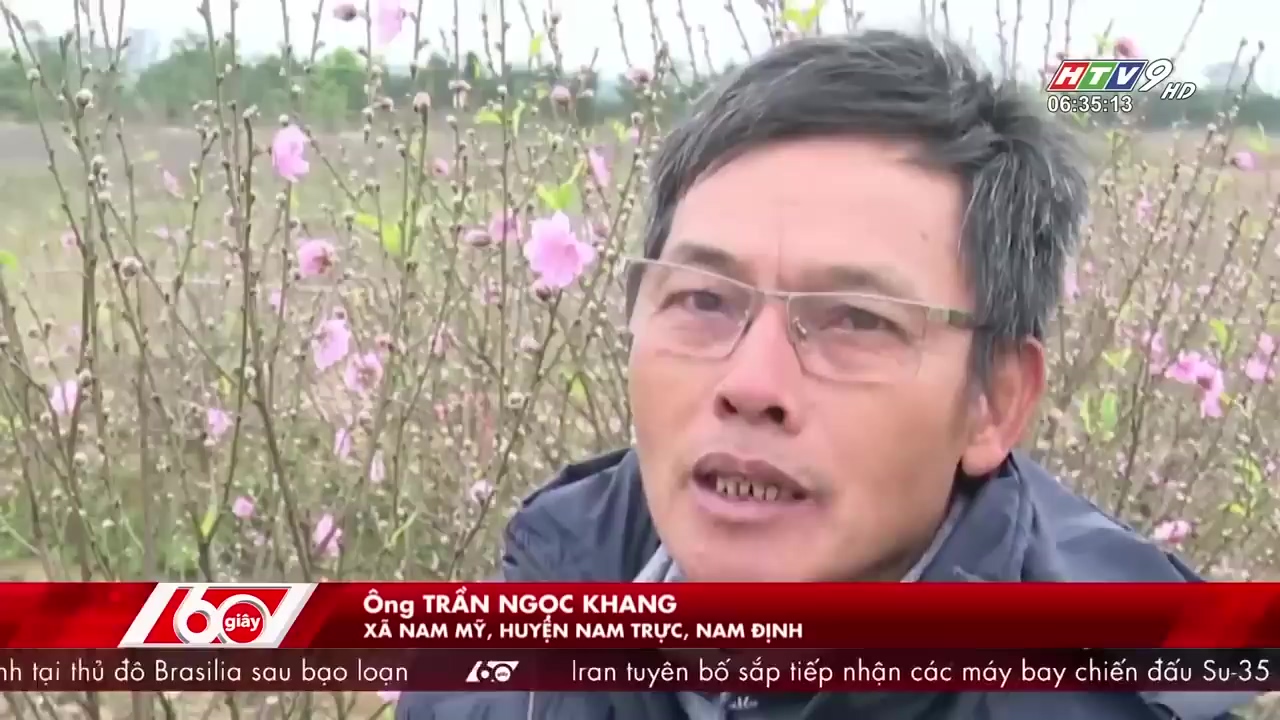 HTV9 HD
06:35:13
60 giây
Ông TRẦN NGỌC KHANG
XÃ NAM MỸ, HUYỆN NAM TRỰC, NAM ĐỊNH
nh tại thủ đô Brasilia sau bạo loạn
60
Iran tuyên bố sắp tiếp nhận các máy bay chiến đấu Su-35